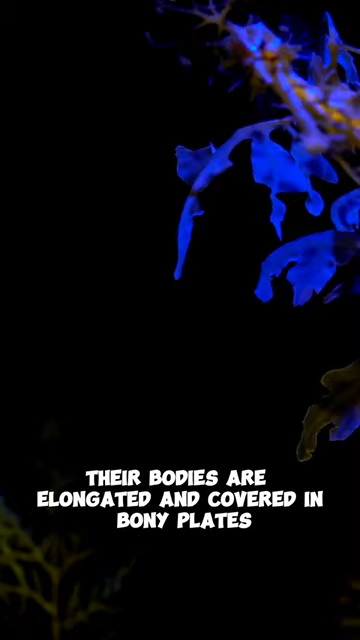 THEIR BODIES ARE
ELONGATED AND COVERED IN
BONY PLATES